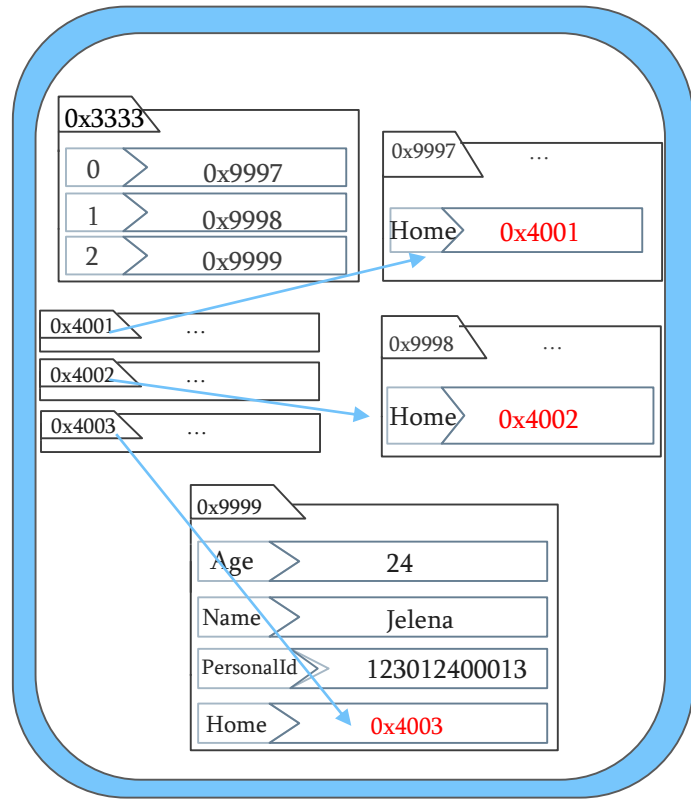 0x3333
0 0x9997
1 0x9998
2 0x9999
0x9997 ...
Home 0x4001
0x4001 ...
0x4002 ...
0x4003 ...
0x9998 ...
Home 0x4002
0x9999
Age 24
Name Jelena
PersonalId 123012400013
Home 0x4003